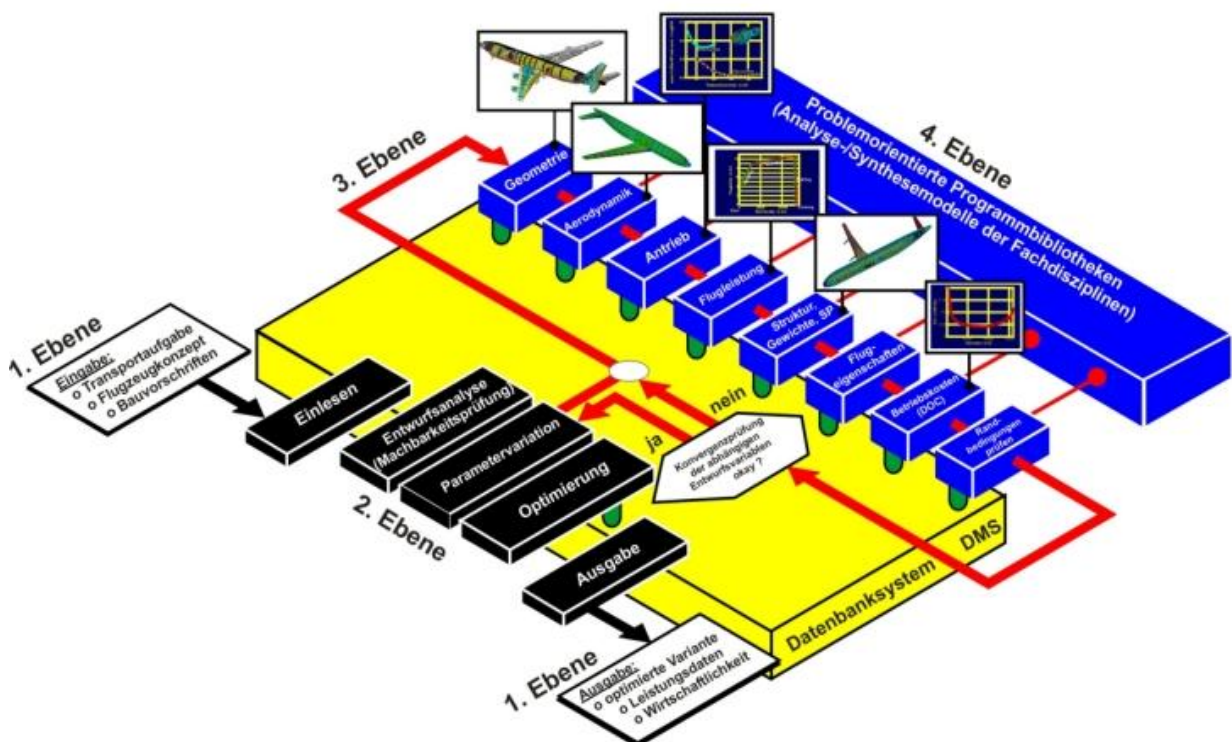 3. Ebene
Geometrie
Aerodynamik
Antrieb
Flugleistung
Struktur,
Gewichte, SP
Flug-
eigenschaften
Betriebskosten
(DOC)
Rand-
bedingungen
prüfen
4. Ebene
Problemorientierte Programmbibliotheken
(Analyse-/Synthesemodelle der Fachdisziplinen)
1. Ebene
Eingabe:
o Transportaufgabe
o Flugzeugkonzept
o Bauvorschriften
Einlesen
Entwurfsanalyse
(Machbarkeitsprüfung)
Parametervariation
Optimierung
2. Ebene
Ausgabe
ja
nein
Konvergenzprüfung
der abhängigen
Entwurfsvariablen
okay ?
Datenbanksystem DMS
1. Ebene
Ausgabe:
o optimierte Variante
o Leistungsdaten
o Wirtschaftlichkeit